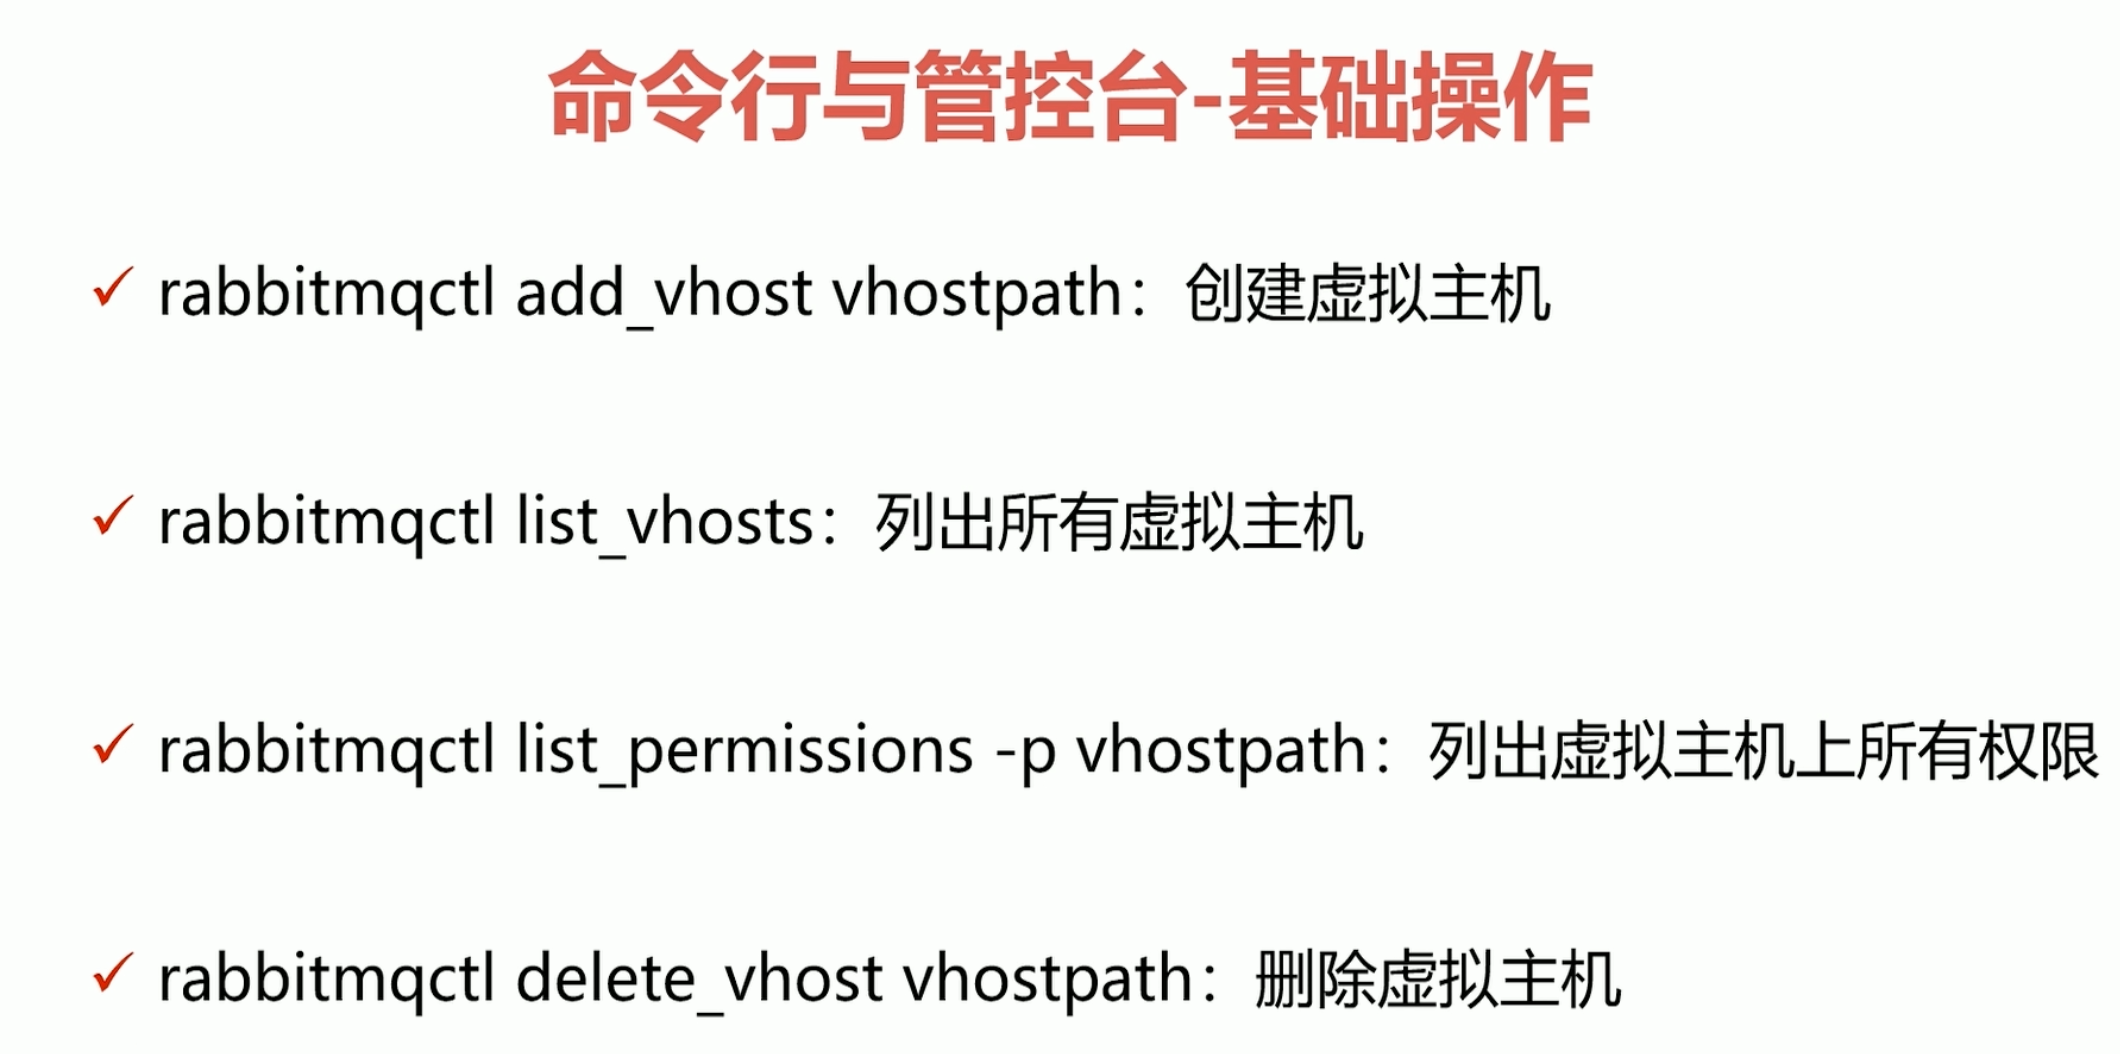 命令行与管控台-基础操作
rabbitmqctl add_vhost vhostpath：创建虚拟主机
rabbitmqctl list_vhosts：列出所有虚拟主机
rabbitmqctl list_permissions -p vhostpath：列出虚拟主机上所有权限
rabbitmqctl delete_vhost vhostpath：删除虚拟主机